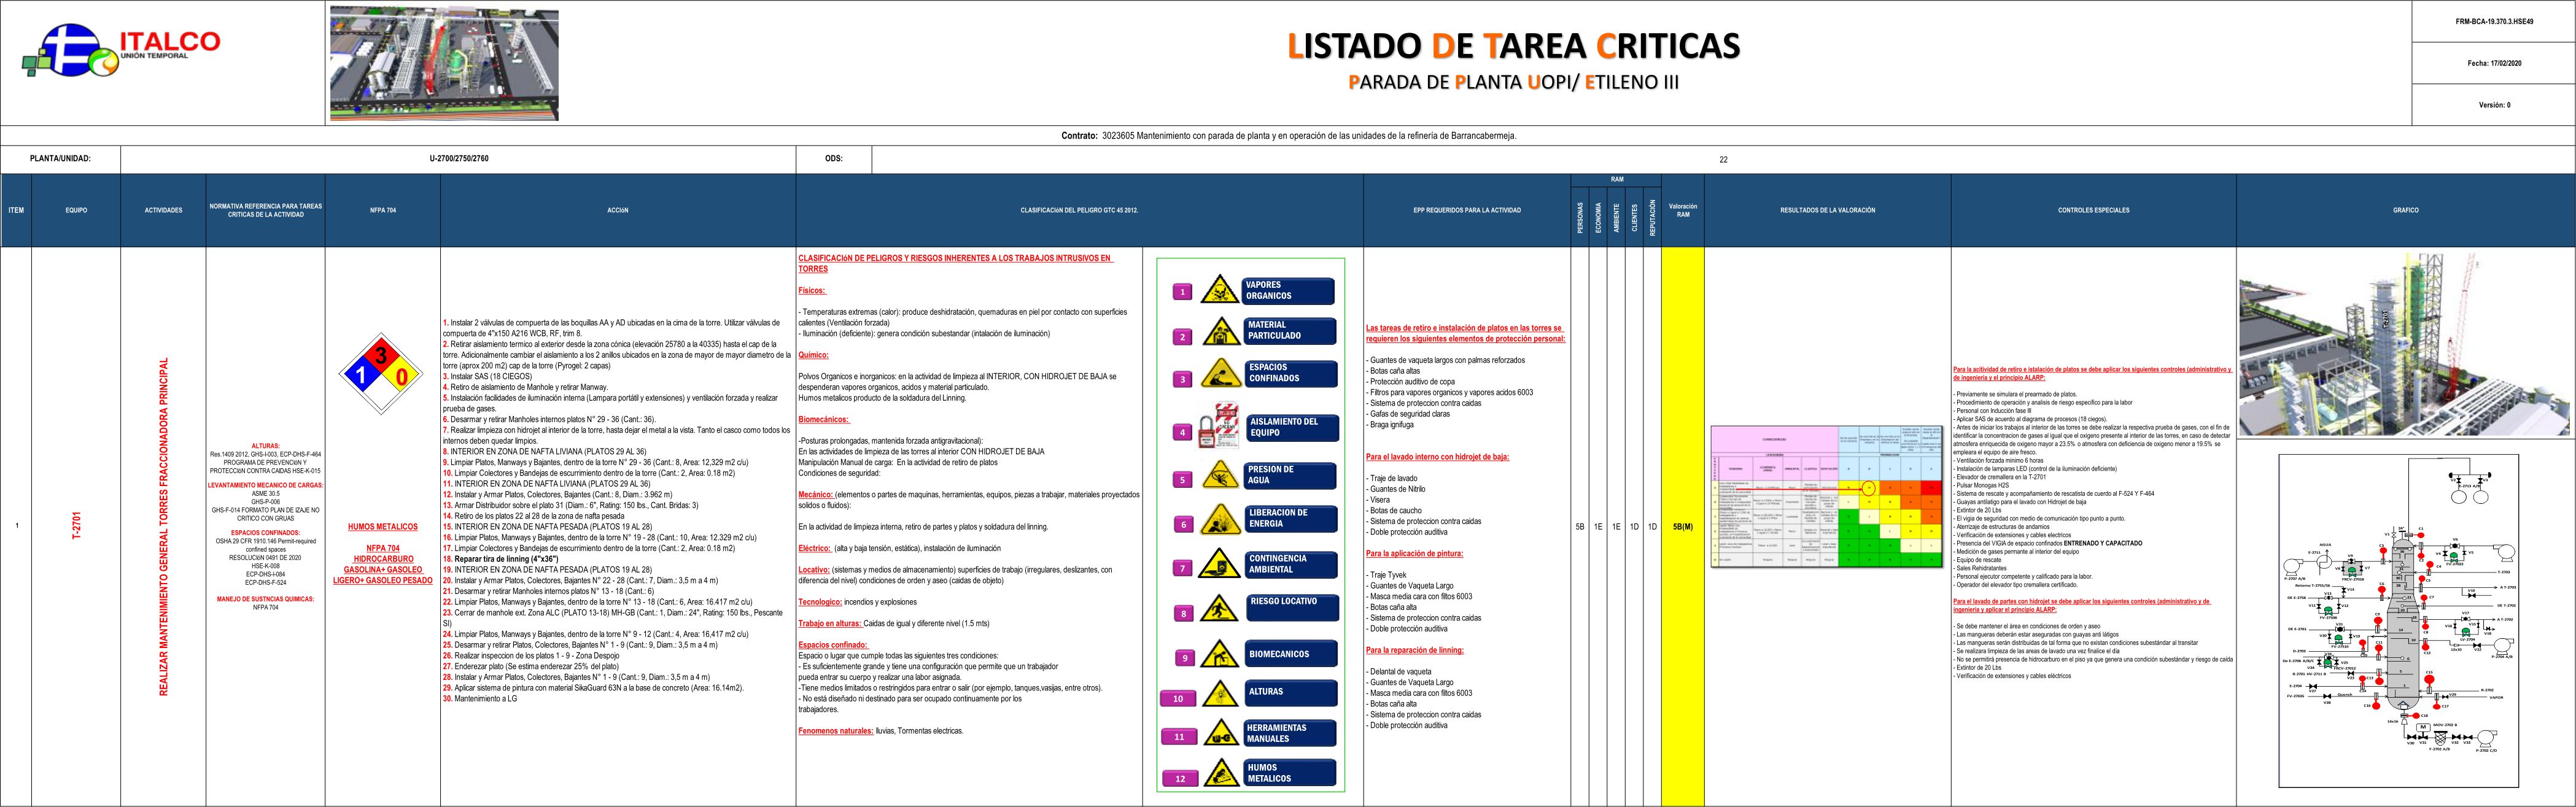 ITALCO
UNIÓN TEMPORAL
LISTADO DE TAREA CRITICAS
PARADA DE PLANTA UOPI/ ETILENO III
FRM-BCA-19.370.3.HSE49
Fecha: 17/02/2020
Versión: 0
Contrato: 3023605 Mantenimiento con parada de planta y en operación de las unidades de la refinería de Barrancabermeja.
PLANTA/UNIDAD:
U-2700/2750/2760
ODS:
22
ITEM
EQUIPO
ACTIVIDADES
NORMATIVA REFERENCIA PARA TAREAS
CRITICAS DE LA ACTIVIDAD
NFPA 704
ACCIóN
CLASIFICACIóN DEL PELIGRO GTC 45 2012.
EPP REQUERIDOS PARA LA ACTIVIDAD
RAM
PERSONAS
ECONOMIA
AMBIENTE
CLIENTES
REPUTACIÓN
Valoración
RAM
RESULTADOS DE LA VALORACIÓN
CONTROLES ESPECIALES
GRAFICO
1
T-2701
REALIZAR MANTENIMIENTO GENERAL TORRES FRACCIONADORA PRINCIPAL
ALTURAS:
Res.1409 2012, GHS-I-003, ECP-DHS-F-464
PROGRAMA DE PREVENCIóN Y
PROTECCIóN CONTRA CAIDAS HSE-K-015
LEVANTAMIENTO MECANICO DE CARGAS:
ASME 30.5
GHS-P-006
GHS-F-014 FORMATO PLAN DE IZAJE NO
CRITICO CON GRUAS
ESPACIOS CONFINADOS:
OSHA 29 CFR 1910.146 Permit-required
confined spaces
RESOLUCIóN 0491 DE 2020
HSE-K-008
ECP-DHS-I-084
ECP-DHS-F-524
MANEJO DE SUSTNCIAS QUIMICAS:
NFPA 704
3
1
0
HUMOS METALICOS
NFPA 704
HIDROCARBURO
GASOLINA+ GASOLEO
LIGERO+ GASOLEO PESADO
1. Instalar 2 válvulas de compuerta de las boquillas AA y AD ubicadas en la cima de la torre. Utilizar válvulas de
compuerta de 4"x150 A216 WCB, RF, trim 8.
2. Retirar aislamiento termico al exterior desde la zona cónica (elevación 25780 a la 40335) hasta el cap de la
torre. Adicionalmente cambiar el aislamiento a los 2 anillos ubicados en la zona de mayor de mayor diametro de la
torre (aprox 200 m2) cap de la torre (Pyrogel: 2 capas)
3. Instalar SAS (18 CIEGOS)
4. Retiro de aislamiento de Manhole y retirar Manway.
5. Instalación facilidades de iluminación interna (Lampara portátil y extensiones) y ventilación forzada y realizar
prueba de gases.
6. Desarmar y retirar Manholes internos platos N° 29 - 36 (Cant.: 36).
7. Realizar limpieza con hidrojet al interior de la torre, hasta dejar el metal a la vista. Tanto el casco como todos los
internos deben quedar limpios.
8. INTERIOR EN ZONA DE NAFTA LIVIANA (PLATOS 29 AL 36)
9. Limpiar Platos, Manways y Bajantes, dentro de la torre N° 29 - 36 (Cant.: 8, Area: 12,329 m2 c/u)
10. Limpiar Colectores y Bandejas de escurrimiento dentro de la torre (Cant.: 2, Area: 0.18 m2)
11. INTERIOR EN ZONA DE NAFTA LIVIANA (PLATOS 29 AL 36)
12. Instalar y Armar Platos, Colectores, Bajantes (Cant.: 8, Diam.: 3.962 m)
13. Armar Distribuidor sobre el plato 31 (Diam.: 6", Rating: 150 lbs., Cant. Bridas: 3)
14. Retiro de los platos 22 al 28 de la zona de nafta pesada
15. INTERIOR EN ZONA DE NAFTA PESADA (PLATOS 19 AL 28)
16. Limpiar Platos, Manways y Bajantes, dentro de la torre N° 19 - 28 (Cant.: 10, Area: 12.329 m2 c/u)
17. Limpiar Colectores y Bandejas de escurrimiento dentro de la torre (Cant.: 2, Area: 0.18 m2)
18. Reparar tira de linning (4"x36")
19. INTERIOR EN ZONA DE NAFTA PESADA (PLATOS 19 AL 28)
20. Instalar y Armar Platos, Colectores, Bajantes N° 22 - 28 (Cant.: 7, Diam.: 3,5 m a 4 m)
21. Desarmar y retirar Manholes internos platos N° 13 - 18 (Cant.: 6)
22. Limpiar Platos, Manways y Bajantes, dentro de la torre N° 13 - 18 (Cant.: 6, Area: 16.417 m2 c/u)
23. Cerrar de manhole ext. Zona ALC (PLATO 13-18) MH-GB (Cant.: 1, Diam.: 24", Rating: 150 lbs., Pescante
SI)
24. Limpiar Platos, Manways y Bajantes, dentro de la torre N° 9 - 12 (Cant.: 4, Area: 16,417 m2 c/u)
25. Desarmar y retirar Platos, Colectores, Bajantes N° 1 - 9 (Cant.: 9, Diam.: 3,5 m a 4 m)
26. Realizar inspeccion de los platos 1 - 9 - Zona Despojo
27. Enderezar plato (Se estima enderezar 25% del plato)
28. Instalar y Armar Platos, Colectores, Bajantes N° 1 - 9 (Cant.: 9, Diam.: 3,5 m a 4 m)
29. Aplicar sistema de pintura con material SikaGuard 63N a la base de concreto (Area: 16.14m2).
30. Mantenimiento a LG
CLASIFICACIóN DE PELIGROS Y RIESGOS INHERENTES A LOS TRABAJOS INTRUSIVOS EN
TORRES
Físicos:
- Temperaturas extremas (calor): produce deshidratación, quemaduras en piel por contacto con superficies
calientes (Ventilación forzada)
- Iluminación (deficiente): genera condición subestandar (intalación de iluminación)
Químico:
Polvos Organicos e inorganicos: en la actividad de limpieza al INTERIOR, CON HIDROJET DE BAJA se
despenderan vapores organicos, acidos y material particulado.
Humos metalicos producto de la soldadura del Linning.
Biomecánicos:
-Posturas prolongadas, mantenida forzada antigravitacional):
En las actividades de limpieza de las torres al interior CON HIDROJET DE BAJA
Manipulación Manual de carga: En la actividad de retiro de platos
Condiciones de seguridad:
Mecánico: (elementos o partes de maquinas, herramientas, equipos, piezas a trabajar, materiales proyectados
solidos o fluidos):
En la actividad de limpieza interna, retiro de partes y platos y soldadura del linning.
Eléctrico: (alta y baja tensión, estática), instalación de iluminación
Locativo: (sistemas y medios de almacenamiento) superficies de trabajo (irregulares, deslizantes, con
diferencia del nivel) condiciones de orden y aseo (caidas de objeto)
Tecnologico: incendios y explosiones
Trabajo en alturas: Caidas de igual y diferente nivel (1.5 mts)
Espacios confinado:
Espacio o lugar que cumple todas las siguientes tres condiciones:
- Es suficientemente grande y tiene una configuración que permite que un trabajador
pueda entrar su cuerpo y realizar una labor asignada.
-Tiene medios limitados o restringidos para entrar o salir (por ejemplo, tanques,vasijas, entre otros).
- No está diseñado ni destinado para ser ocupado continuamente por los
trabajadores.
Fenomenos naturales: lluvias, Tormentas electricas.
1 VAPORES ORGANICOS
2 MATERIAL PARTICULADO
3 ESPACIOS CONFINADOS
4 AISLAMIENTO DEL EQUIPO
5 PRESION DE AGUA
6 LIBERACION DE ENERGIA
7 CONTINGENCIA AMBIENTAL
8 RIESGO LOCATIVO
9 BIOMECANICOS
10 ALTURAS
11 HERRAMIENTAS MANUALES
12 HUMOS METALICOS
Las tareas de retiro e instalación de platos en las torres se
requieren los siguientes elementos de protección personal:
- Guantes de vaqueta largos con palmas reforzados
- Botas caña altas
- Protección auditivo de copa
- Filtros para vapores organicos y vapores acidos 6003
- Sistema de proteccion contra caidas
- Gafas de seguridad claras
- Braga ignifuga
Para el lavado interno con hidrojet de baja:
- Traje de lavado
- Guantes de Nitrilo
- Visera
- Botas de caucho
- Sistema de proteccion contra caidas
- Doble protección auditiva
Para la aplicación de pintura:
- Traje Tyvek
- Guantes de Vaqueta Largo
- Masca media cara con filtos 6003
- Botas caña alta
- Sistema de proteccion contra caidas
- Doble protección auditiva
Para la reparación de linning:
- Delantal de vaqueta
- Guantes de Vaqueta Largo
- Masca media cara con filtos 6003
- Botas caña alta
- Sistema de proteccion contra caidas
- Doble protección auditiva
5B
1E
1E
1D
1D
5B(M)
Para la acitividad de retiro e istalación de platos se debe aplicar los siguientes controles (administrativo y
de ingenieria y el principio ALARP:
- Previamente se simulara el prearmado de platos.
- Procedimiento de operación y analisis de riesgo específico para la labor
- Personal con Inducción fase III
- Aplicar SAS de acuerdo al diagrama de procesos (18 ciegos).
- Antes de iniciar los trabajos al interior de las torres se debe realizar la respectiva prueba de gases, con el fin de
identificar la concentración de gases al igual que el oxigeno presente al interior de las torres, en caso de detectar
atmosfera enriquecida de oxigeno mayor a 23.5% o atmosfera con deficiencia de oxigeno menor a 19.5% se
empleara el equipo de aire fresco.
- Ventilación forzada minimo 6 horas
- Instalación de lamparas LED (control de la iluminación deficiente)
- Elevador de cremallera en la T-2701
- Pulsar Monogas H2S
- Sistema de rescate y acompañamiento de rescatista de cuerdo al F-524 Y F-464
- Guayas antilatigo para el lavado con Hidrojet de baja
- Extintor de 20 Lbs
- El vigia de seguridad con medio de comunicación tipo punto a punto.
- Aterrizaje de estructuras de andamios
- Verificación de extensiones y cables electricos
- Presencia del VIGIA de espacio confinados ENTRENADO Y CAPACITADO
- Medición de gases permante al interior del equipo
- Equipo de rescate
- Sales Rehidratantes
- Personal ejecutor competente y calificado para la labor.
- Operador del elevador tipo cremallera certificado.
Para el lavado de partes con hidrojet se debe aplicar los siguientes controles (administrativo y de
ingenieria y aplicar el principio ALARP:
- Se debe mantener el área en condiciones de orden y aseo
- Las mangueras deberán estar aseguradas con guayas anti látigos
- Las mangueras serán distribuidas de tal forma que no existan condiciones subestándar al transitar
- Se realizara limpieza de las areas de lavado una vez finalice el día
- No se permitirá presencia de hidrocarburo en el piso ya que genera una condición subestándar y riesgo de caída
- Extintor de 20 Lbs
- Verificación de extensiones y cables eléctricos
AGUA
Quench
VAPOR